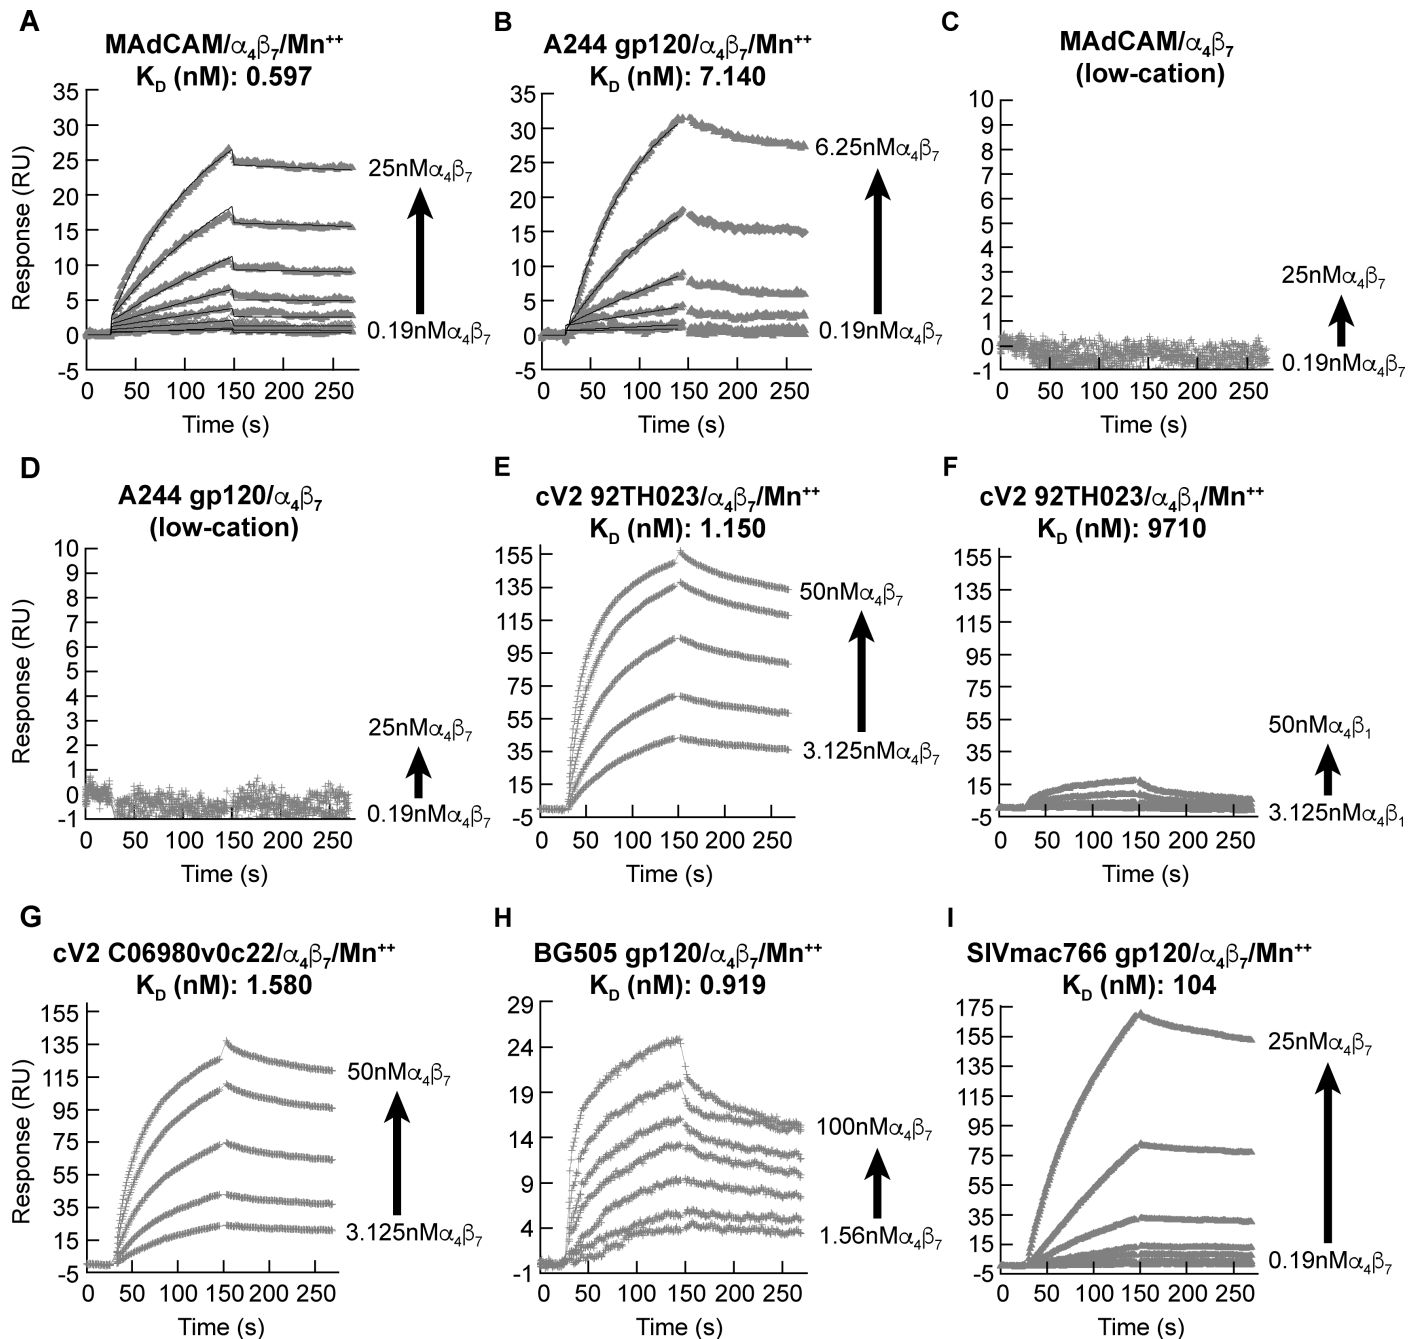 A
MAdCAM/α₄β₇/Mn⁺⁺
K_D (nM): 0.597
35
30
25
20
15
10
5
0
-5
0 50 100 150 200 250
Response (RU)
Time (s)
25nMα₄β₇
0.19nMα₄β₇
B
A244 gp120/α₄β₇/Mn⁺⁺
K_D (nM): 7.140
35
30
25
20
15
10
5
0
-5
0 50 100 150 200 250
Time (s)
6.25nMα₄β₇
0.19nMα₄β₇
C
MAdCAM/α₄β₇
(low-cation)
10
9
8
7
6
5
4
3
2
1
0
-1
0 50 100 150 200 250
Time (s)
25nMα₄β₇
0.19nMα₄β₇
D
A244 gp120/α₄β₇
(low-cation)
10
9
8
7
6
5
4
3
2
1
0
-1
0 50 100 150 200 250
Response (RU)
Time (s)
25nMα₄β₇
0.19nMα₄β₇
E
cV2 92TH023/α₄β₇/Mn⁺⁺
K_D (nM): 1.150
155
135
115
95
75
55
35
15
-5
0 50 100 150 200 250
Time (s)
50nMα₄β₇
3.125nMα₄β₇
F
cV2 92TH023/α₄β₁/Mn⁺⁺
K_D (nM): 9710
155
135
115
95
75
55
35
15
-5
0 50 100 150 200 250
Time (s)
50nMα₄β₁
3.125nMα₄β₁
G
cV2 C06980v0c22/α₄β₇/Mn⁺⁺
K_D (nM): 1.580
155
135
115
95
75
55
35
15
-5
0 50 100 150 200 250
Response (RU)
Time (s)
50nMα₄β₇
3.125nMα₄β₇
H
BG505 gp120/α₄β₇/Mn⁺⁺
K_D (nM): 0.919
29
24
19
14
9
4
-1
0 50 100 150 200 250
Time (s)
100nMα₄β₇
1.56nMα₄β₇
I
SIVmac766 gp120/α₄β₇/Mn⁺⁺
K_D (nM): 104
175
155
135
115
95
75
55
35
15
-5
0 50 100 150 200 250
Time (s)
25nMα₄β₇
0.19nMα₄β₇